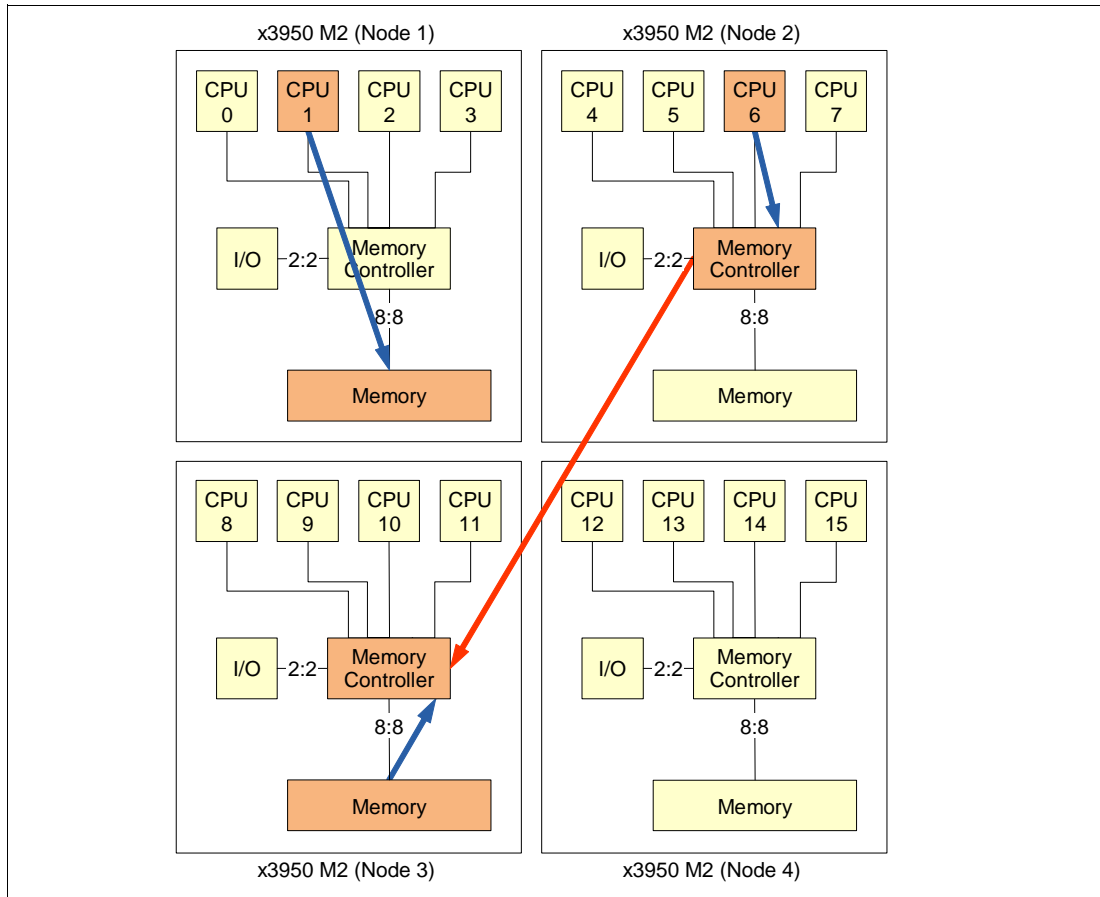 x3950 M2 (Node 1)
CPU
0
CPU
1
CPU
2
CPU
3
I/O
2:2
Memory
Controller
8:8
Memory
x3950 M2 (Node 2)
CPU
4
CPU
5
CPU
6
CPU
7
I/O
2:2
Memory
Controller
8:8
Memory
CPU
8
CPU
9
CPU
10
CPU
11
I/O
2:2
Memory
Controller
8:8
Memory
x3950 M2 (Node 3)
CPU
12
CPU
13
CPU
14
CPU
15
I/O
2:2
Memory
Controller
8:8
Memory
x3950 M2 (Node 4)